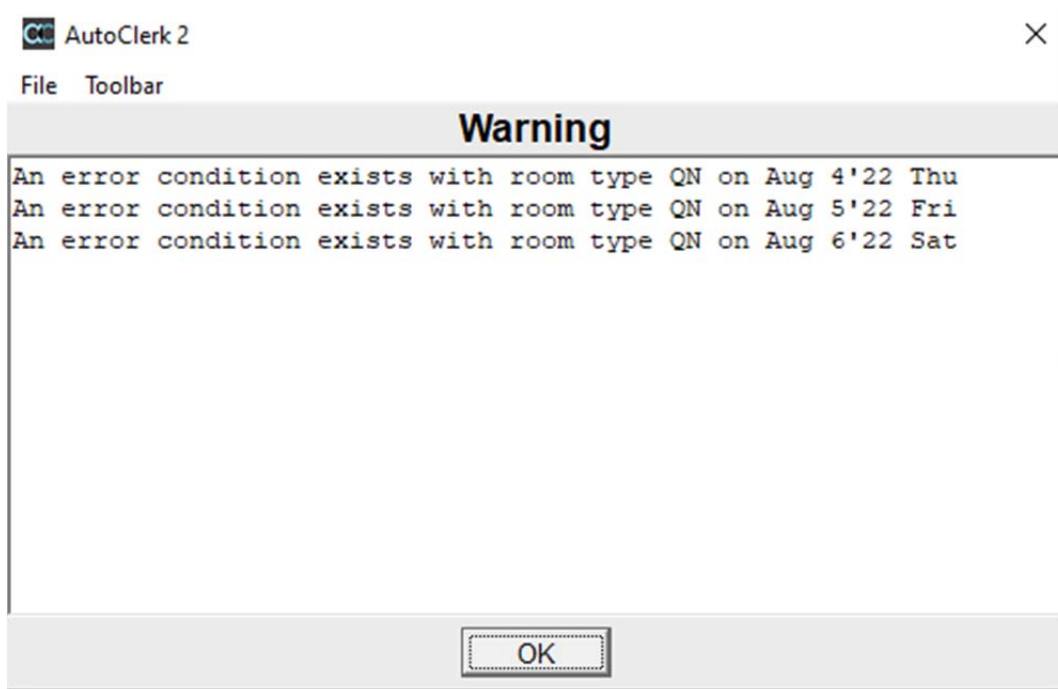 AutoClerk 2
File Toolbar
Warning
An error condition exists with room type QN on Aug 4'22 Thu
An error condition exists with room type QN on Aug 5'22 Fri
An error condition exists with room type QN on Aug 6'22 Sat
OK